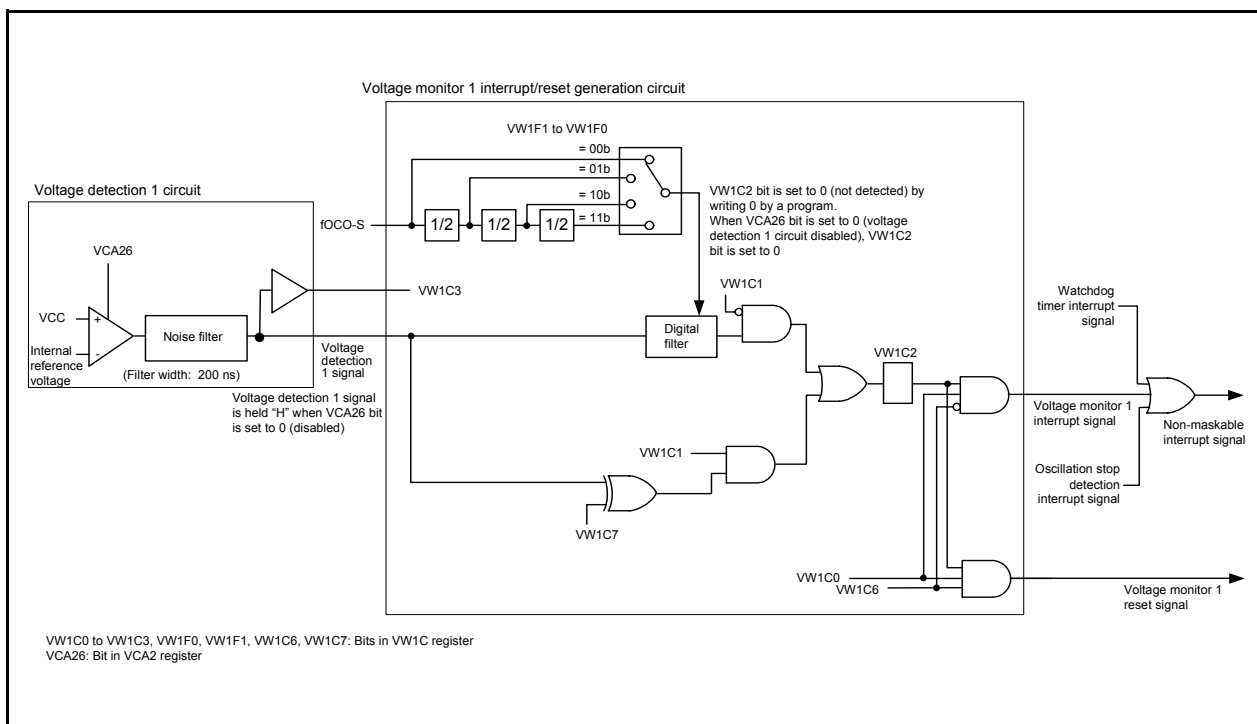 Voltage monitor 1 interrupt/reset generation circuit
VW1F1 to VW1F0
= 00b
= 01b
= 10b
= 11b
fOCO-S
1/2
1/2
1/2
VW1C2 bit is set to 0 (not detected) by
writing 0 by a program.
When VCA26 bit is set to 0 (voltage
detection 1 circuit disabled), VW1C2
bit is set to 0
Voltage detection 1 circuit
VCA26
VCC
+
-
Internal
reference
voltage
Noise filter
(Filter width: 200 ns)
VW1C3
Voltage
detection
1 signal
Voltage detection 1 signal
is held “H” when VCA26 bit
is set to 0 (disabled)
Digital
filter
VW1C1
VW1C2
VW1C1
VW1C7
Watchdog
timer interrupt
signal
Voltage monitor 1
interrupt signal
Non-maskable
interrupt signal
Oscillation stop
detection
interrupt signal
VW1C0
VW1C6
Voltage monitor 1
reset signal
VW1C0 to VW1C3, VW1F0, VW1F1, VW1C6, VW1C7: Bits in VW1C register
VCA26: Bit in VCA2 register